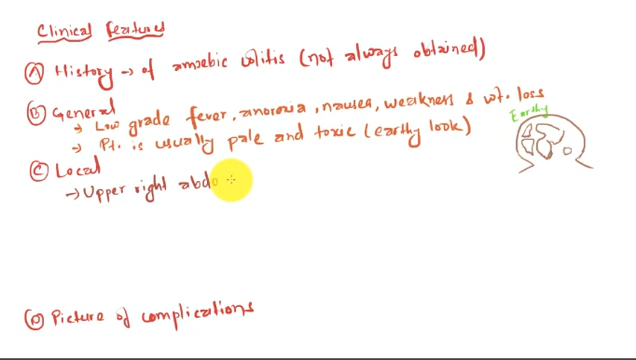 Clinical features
(A) History → of amoebic colitis (not always obtained)
(B) General
→ Low grade fever, anorexia, nausea, weakness & wt. loss
→ Pt. is usually pale and toxic (earthy look)
Earthy
(C) Local
→ Upper right abdo
(D) Picture of complications